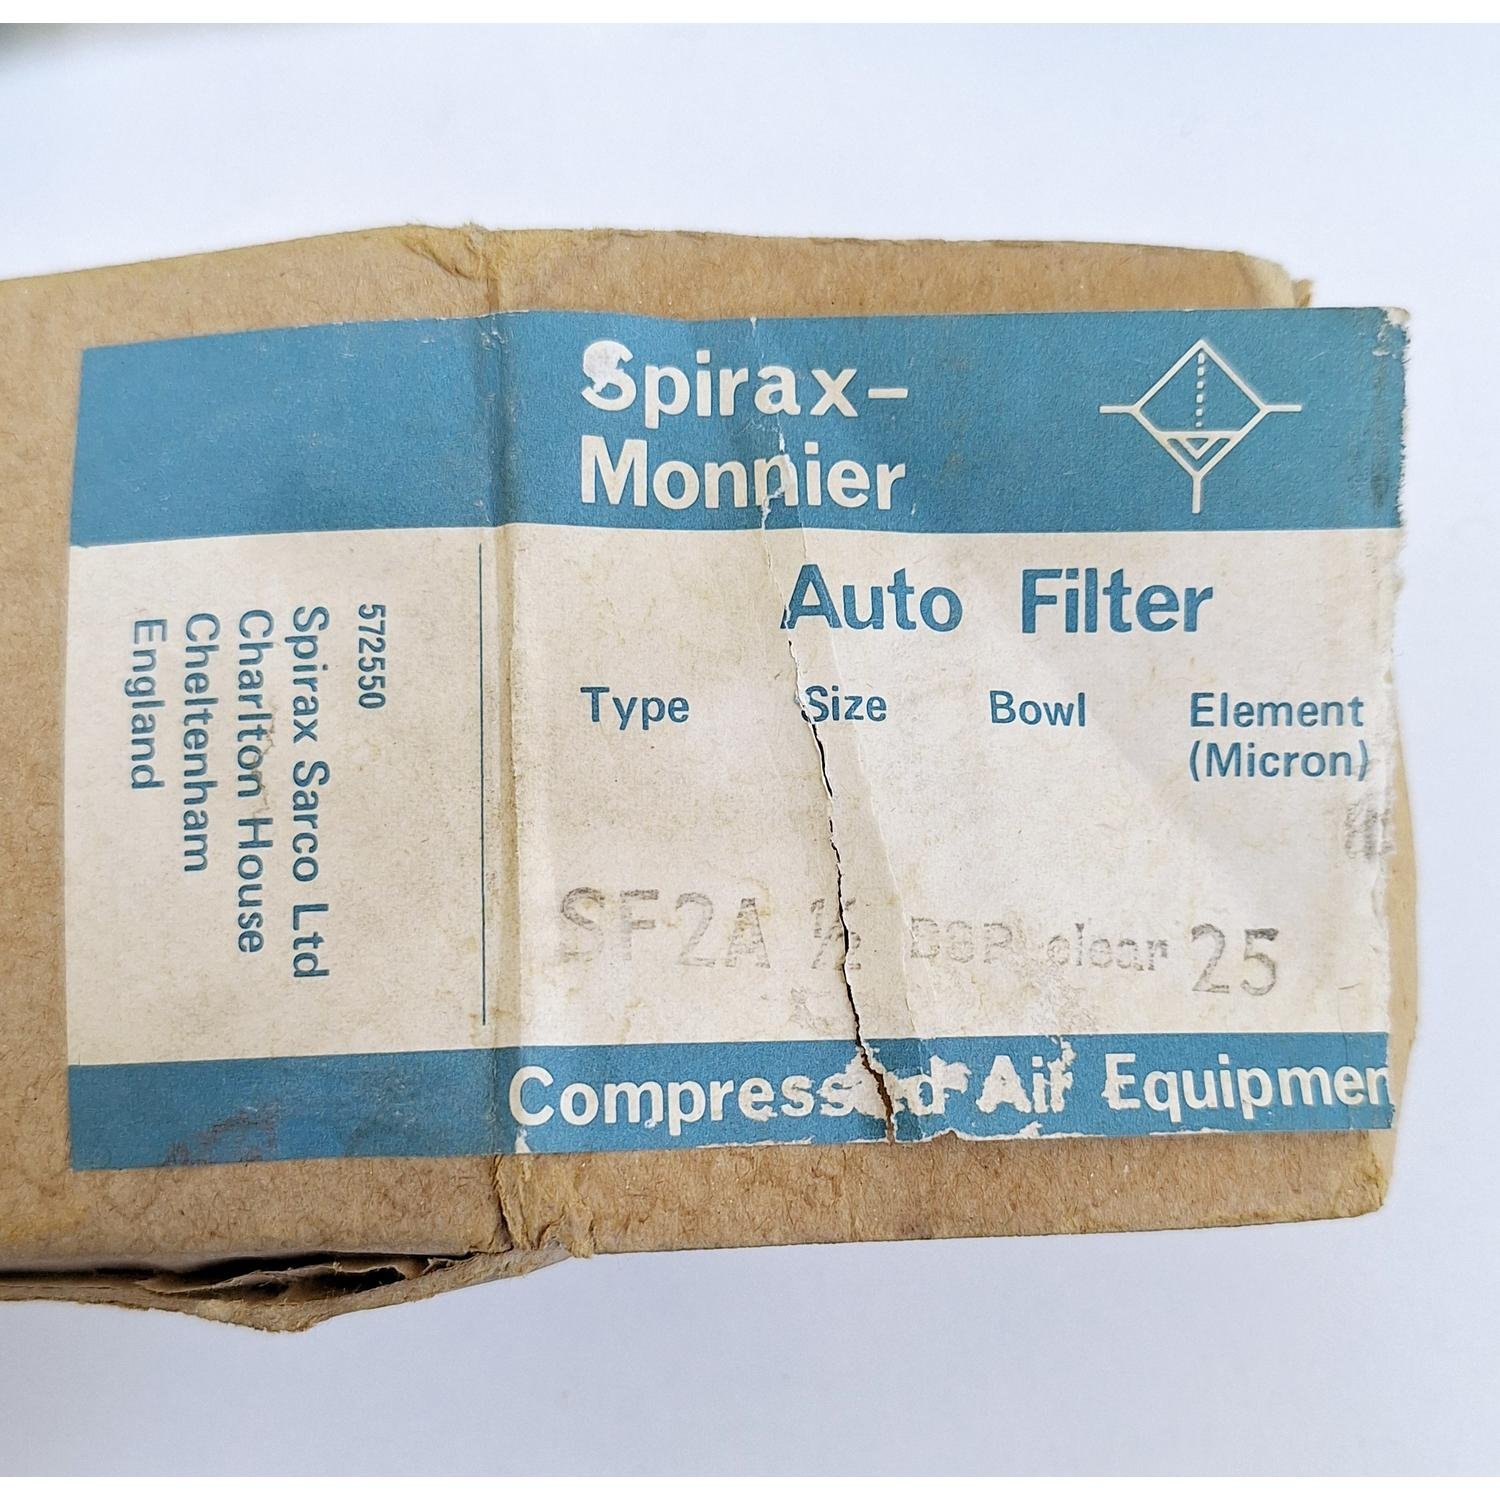 Spirax-
Monnier
Auto Filter
Type Size Bowl Element
(Micron)
SF2A ½ BSP clear 25
Compressed Air Equipmen
572550
Spirax Sarco Ltd
Charlton House
Cheltenham
England